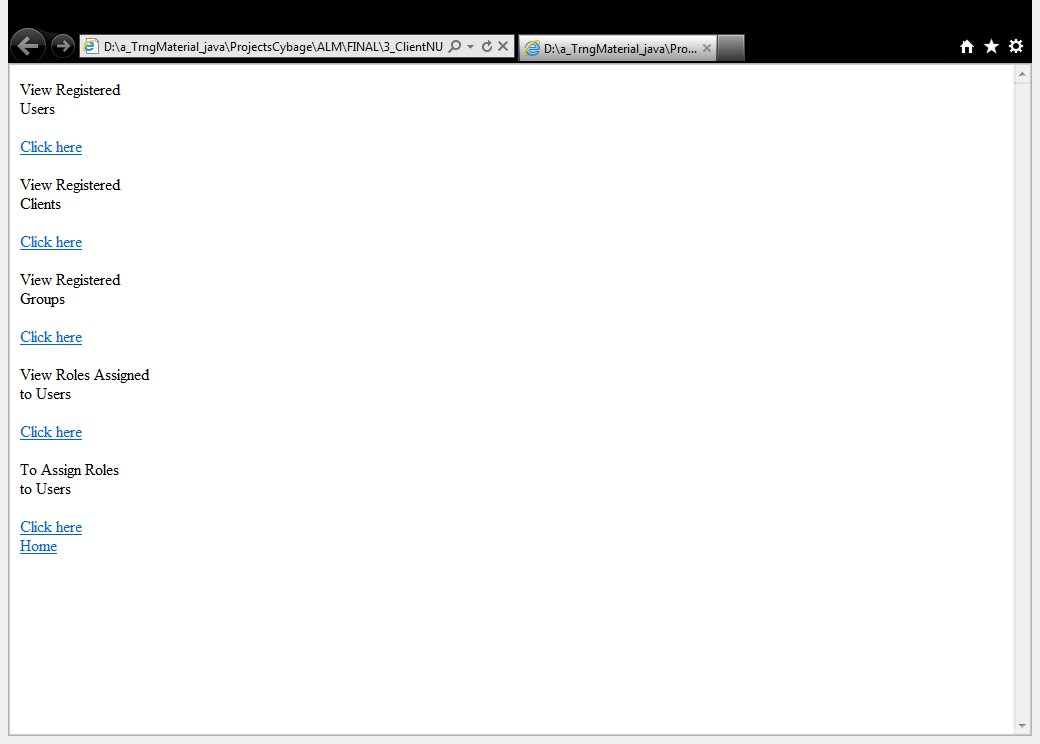 D:\a_TrngMaterial_java\ProjectsCybage\ALM\FINAL\3_ClientNU
D:\a_TrngMaterial_java\Pro...
View Registered
Users
Click here
View Registered
Clients
Click here
View Registered
Groups
Click here
View Roles Assigned
to Users
Click here
To Assign Roles
to Users
Click here
Home